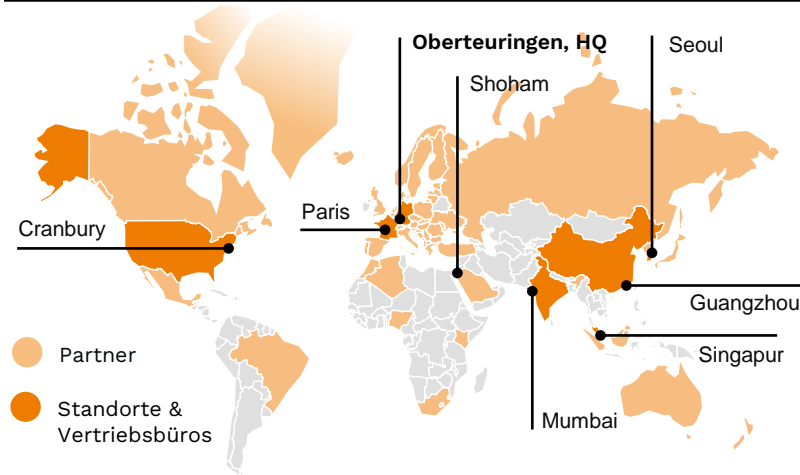 Oberteuringen, HQ
Seoul
Shoham
Paris
Cranbury
Guangzhou
Partner
Singapur
Standorte &
Vertriebsbüros
Mumbai